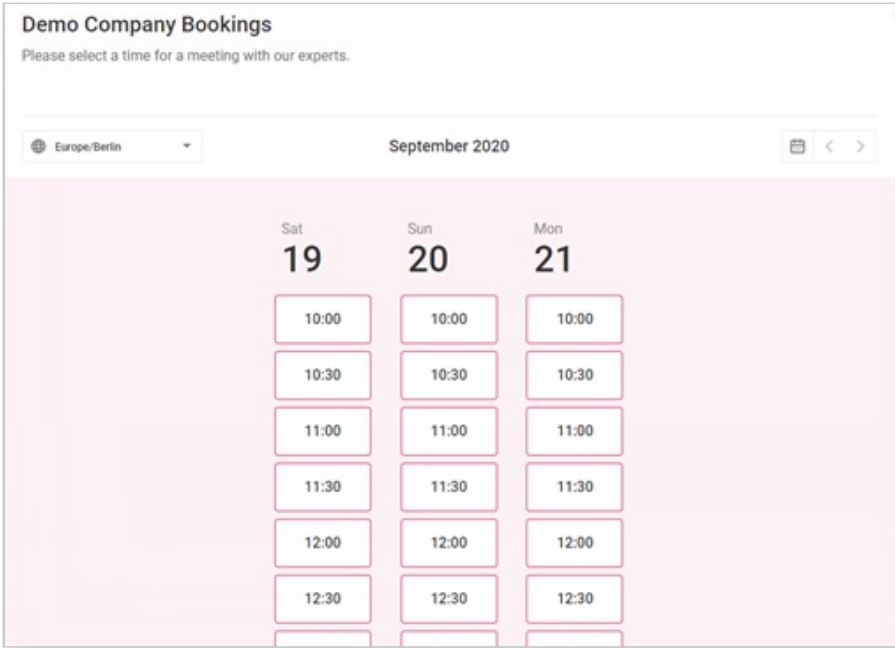 Demo Company Bookings
Please select a time for a meeting with our experts.
Europe/Berlin September 2020
Sat Sun Mon
19 20 21
10:00 10:00 10:00
10:30 10:30 10:30
11:00 11:00 11:00
11:30 11:30 11:30
12:00 12:00 12:00
12:30 12:30 12:30